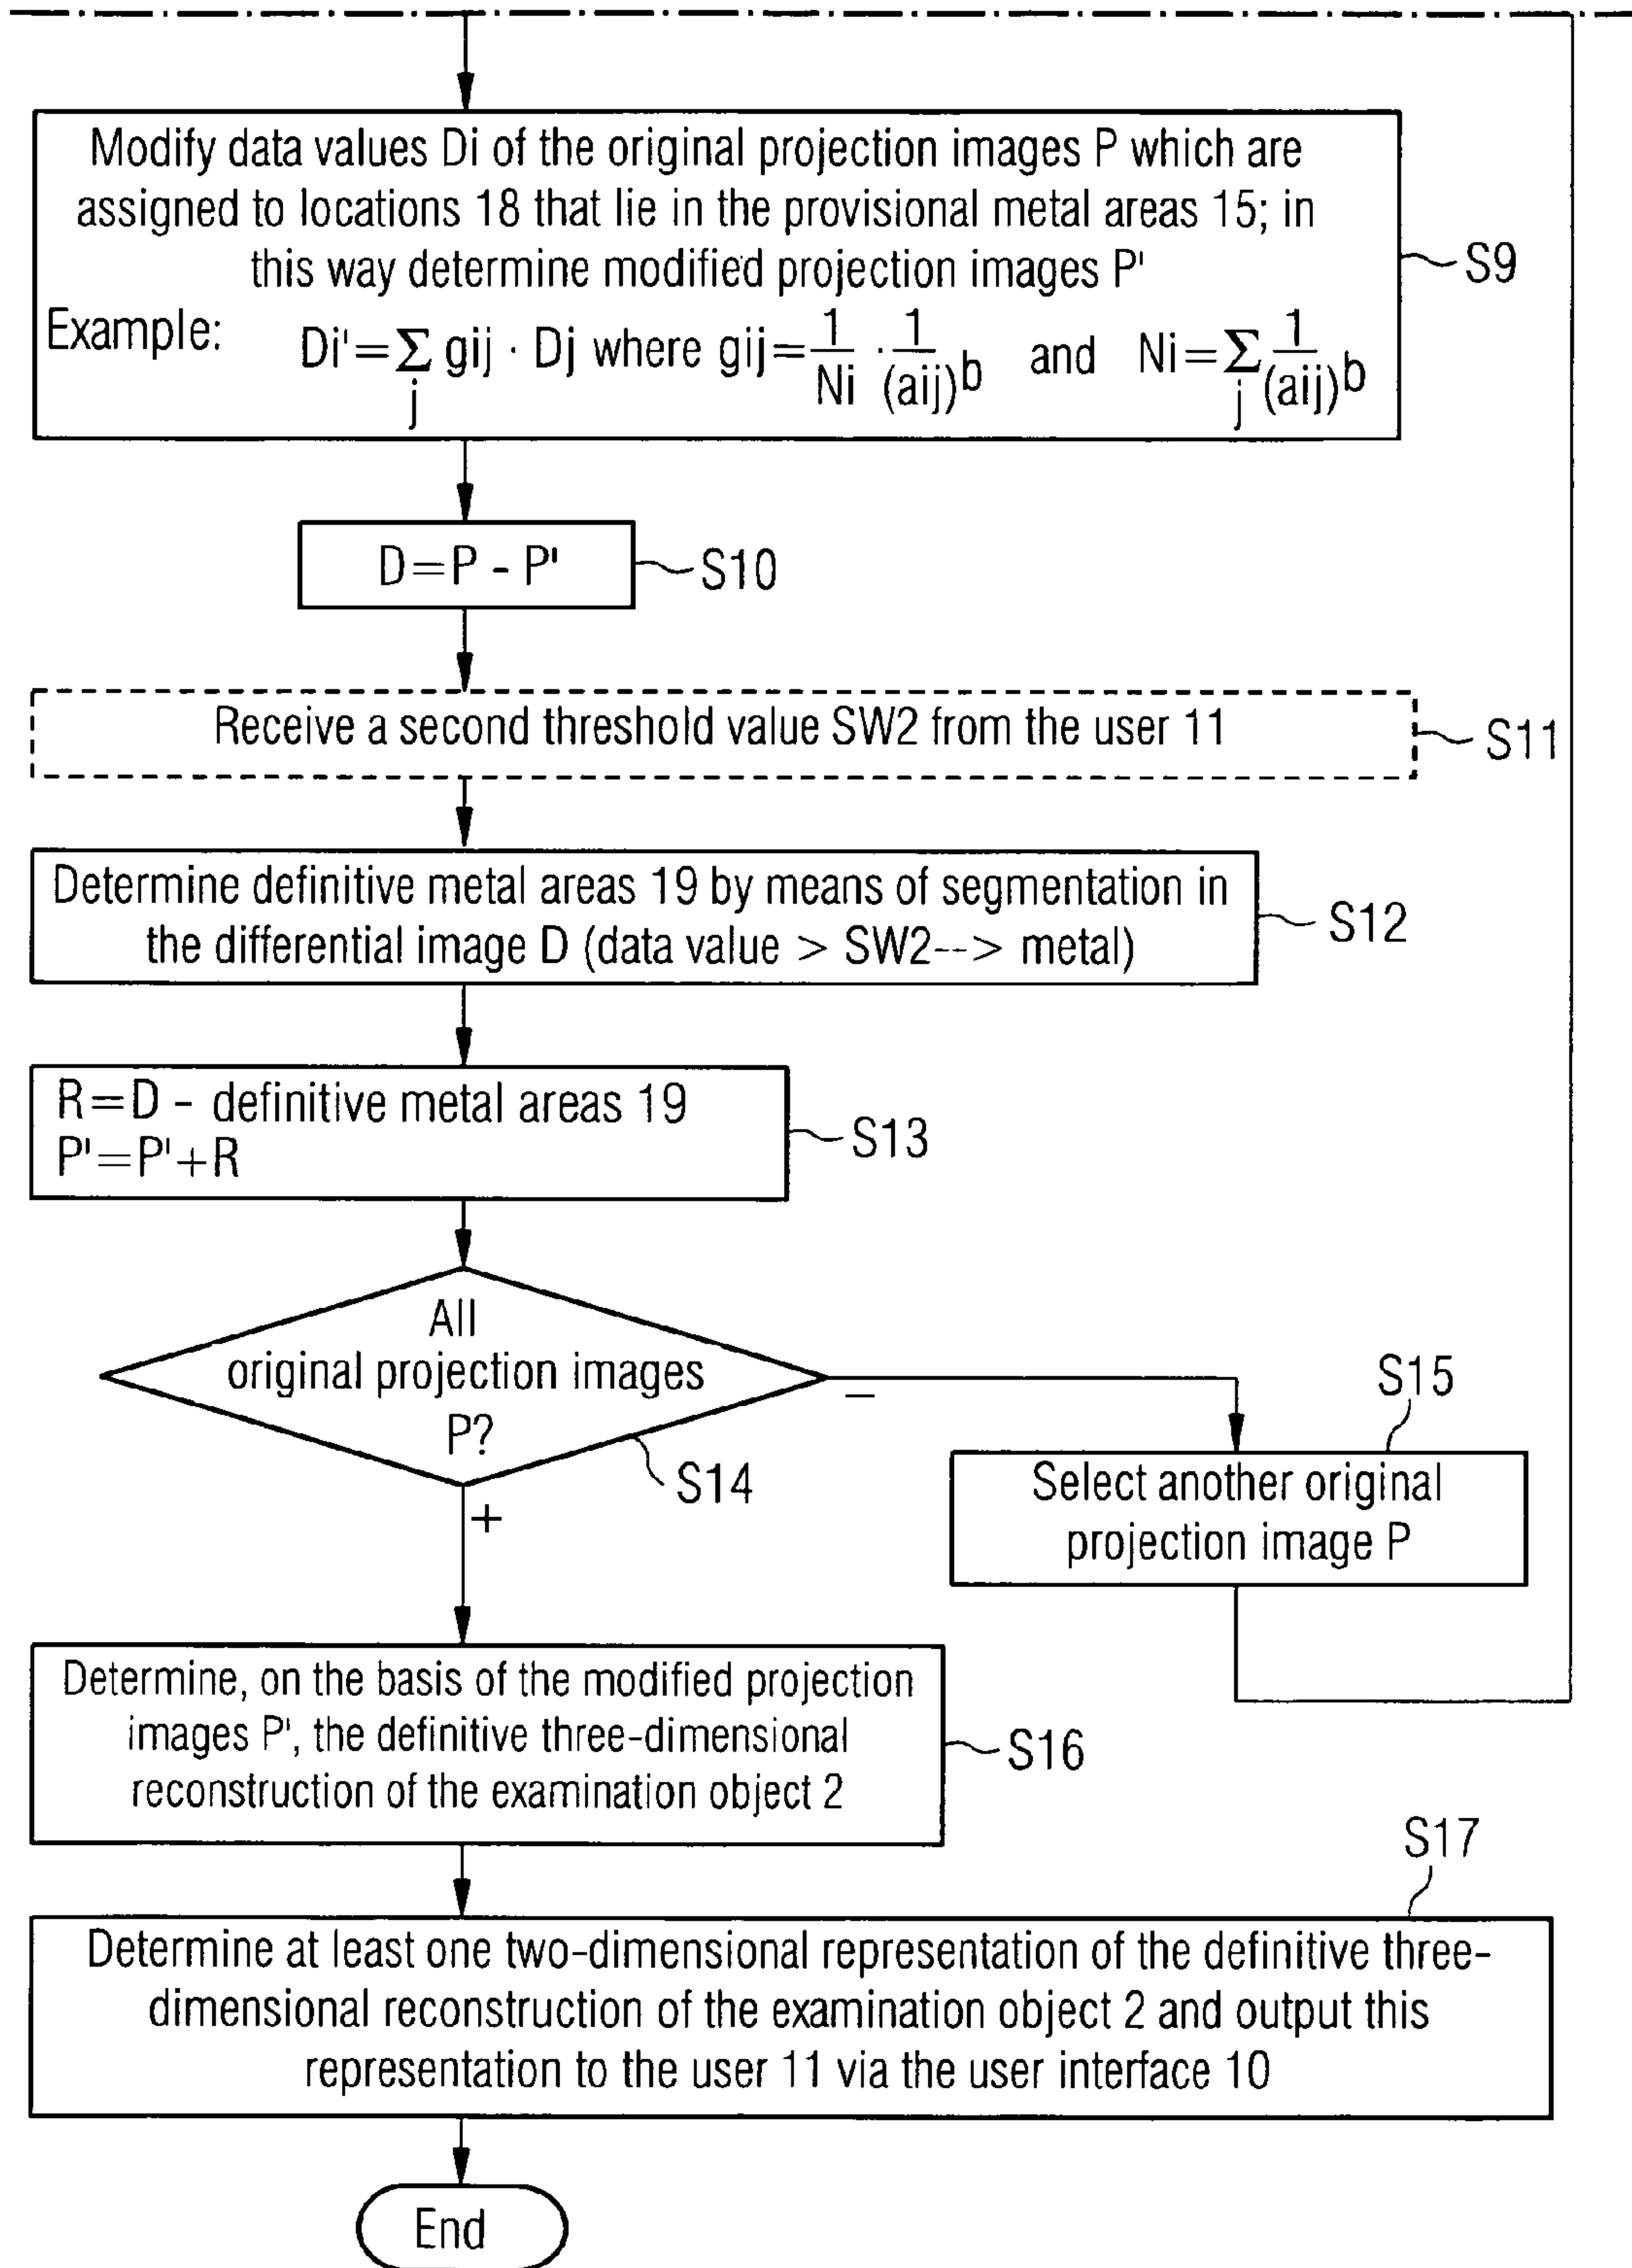 Modify data values Di of the original projection images P which are
assigned to locations 18 that lie in the provisional metal areas 15; in
this way determine modified projection images P'
Example: Di'=Σj gij · Dj where gij=1/Ni · 1/(aij)b and Ni=Σj 1/(aij)b
S9
D=P - P'
S10
Receive a second threshold value SW2 from the user 11
S11
Determine definitive metal areas 19 by means of segmentation in
the differential image D (data value > SW2--> metal)
S12
R=D - definitive metal areas 19
P'=P'+R
S13
All
original projection images
P?
S14
–
+
S15
Select another original
projection image P
Determine, on the basis of the modified projection
images P', the definitive three-dimensional
reconstruction of the examination object 2
S16
S17
Determine at least one two-dimensional representation of the definitive three-
dimensional reconstruction of the examination object 2 and output this
representation to the user 11 via the user interface 10
End